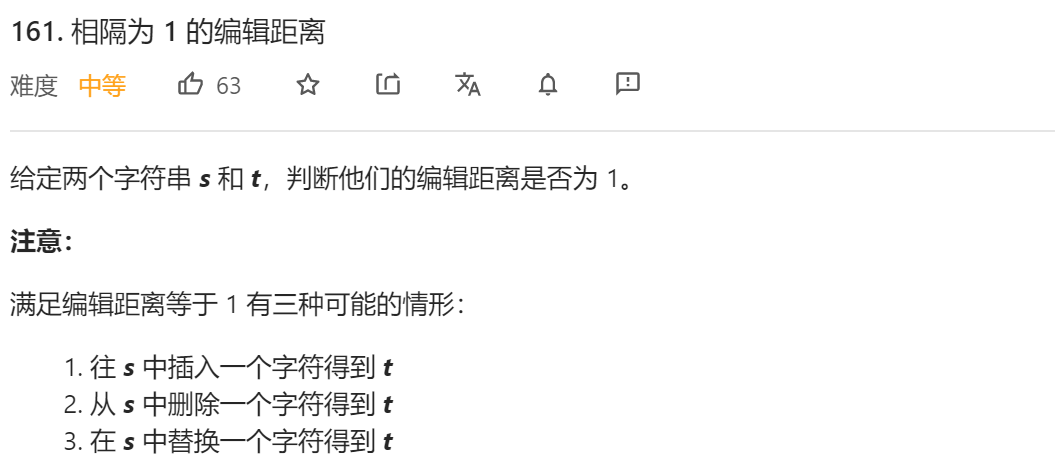 161. 相隔为 1 的编辑距离
难度 中等 63
给定两个字符串 s 和 t，判断他们的编辑距离是否为 1。
注意：
满足编辑距离等于 1 有三种可能的情形：
1. 往 s 中插入一个字符得到 t
2. 从 s 中删除一个字符得到 t
3. 在 s 中替换一个字符得到 t